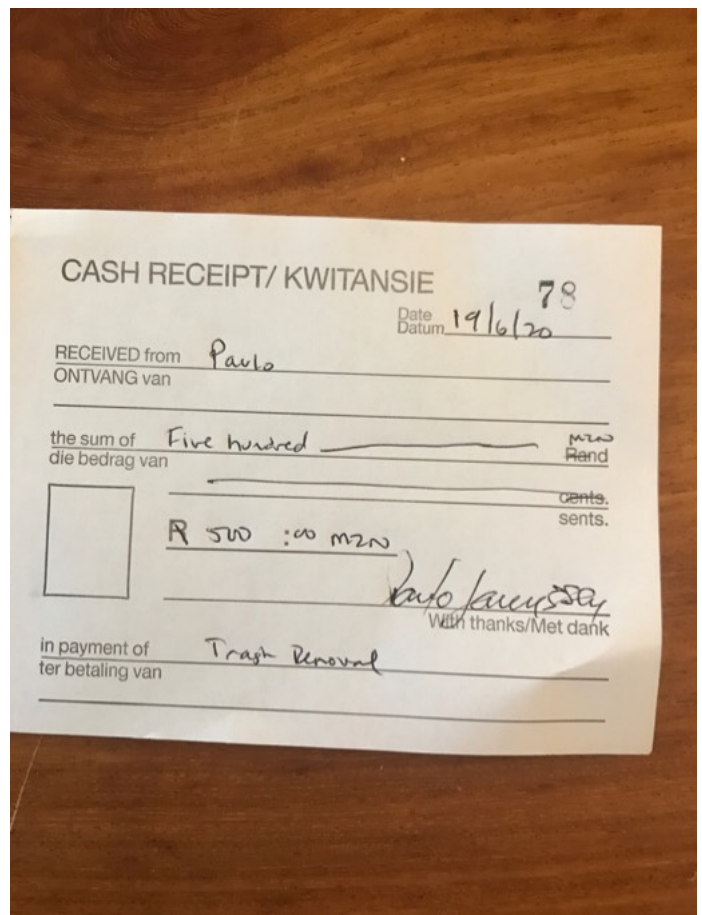 CASH RECEIPT/ KWITANSIE
78
Date 19/6/20
Datum
RECEIVED from Paulo
ONTVANG van
the sum of Five hundred MZN
die bedrag van Rand
cents.
sents.
R 500 :00 MZN
Paulo
With thanks/Met dank
in payment of Trash Removal
ter betaling van